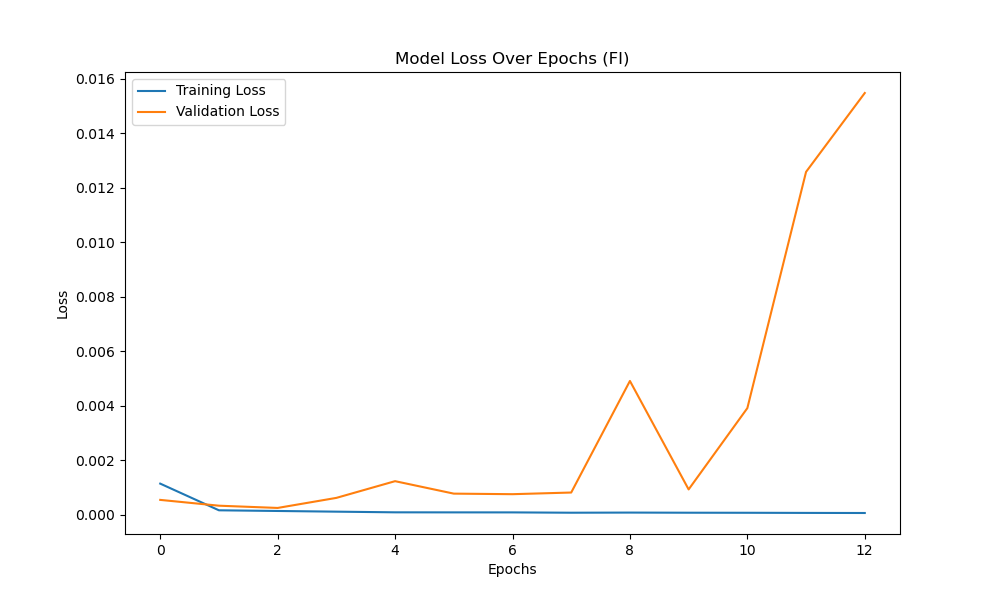 Model Loss Over Epochs (FI)
Training Loss
Validation Loss
Loss
0.016
0.014
0.012
0.010
0.008
0.006
0.004
0.002
0.000
0 2 4 6 8 10 12
Epochs